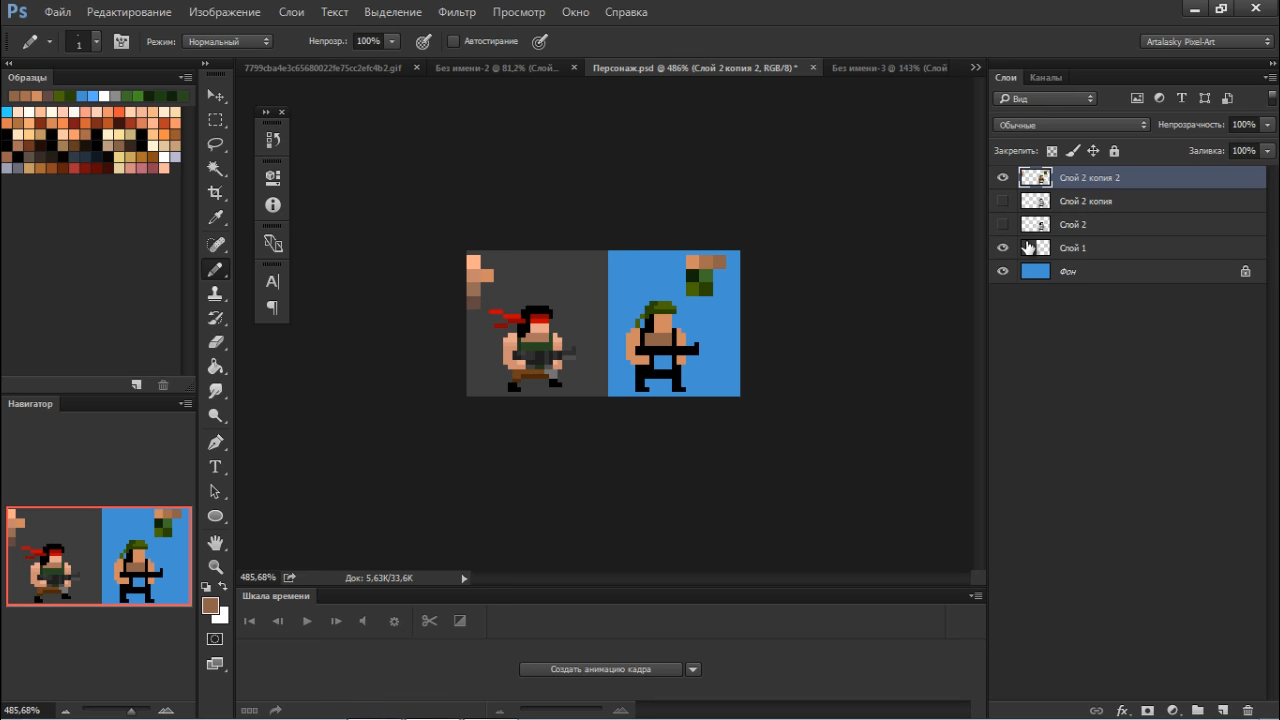 Ps Файл Редактирование Изображение Слои Текст Выделение Фильтр Просмотр Окно Справка
1 Режим: Нормальный Непрозр.: 100% Автостирание Artalasky Pixel-Art
7799cba4e3c65680022fe75cc2efc4b2.gif Без имени-2 @ 81,2% (Слой... Персонаж.psd @ 486% (Слой 2 копия 2, RGB/8) * Без имени-3 @ 143% (Слой
Образцы
Слои Каналы
Вид
Обычные Непрозрачность: 100%
Закрепить: Заливка: 100%
Слой 2 копия 2
Слой 2 копия
Слой 2
Слой 1
Фон
A
T
Навигатор
485,68% Док: 5,63K/33,6K
Шкала времени
Создать анимацию кадра
485,68%
fx